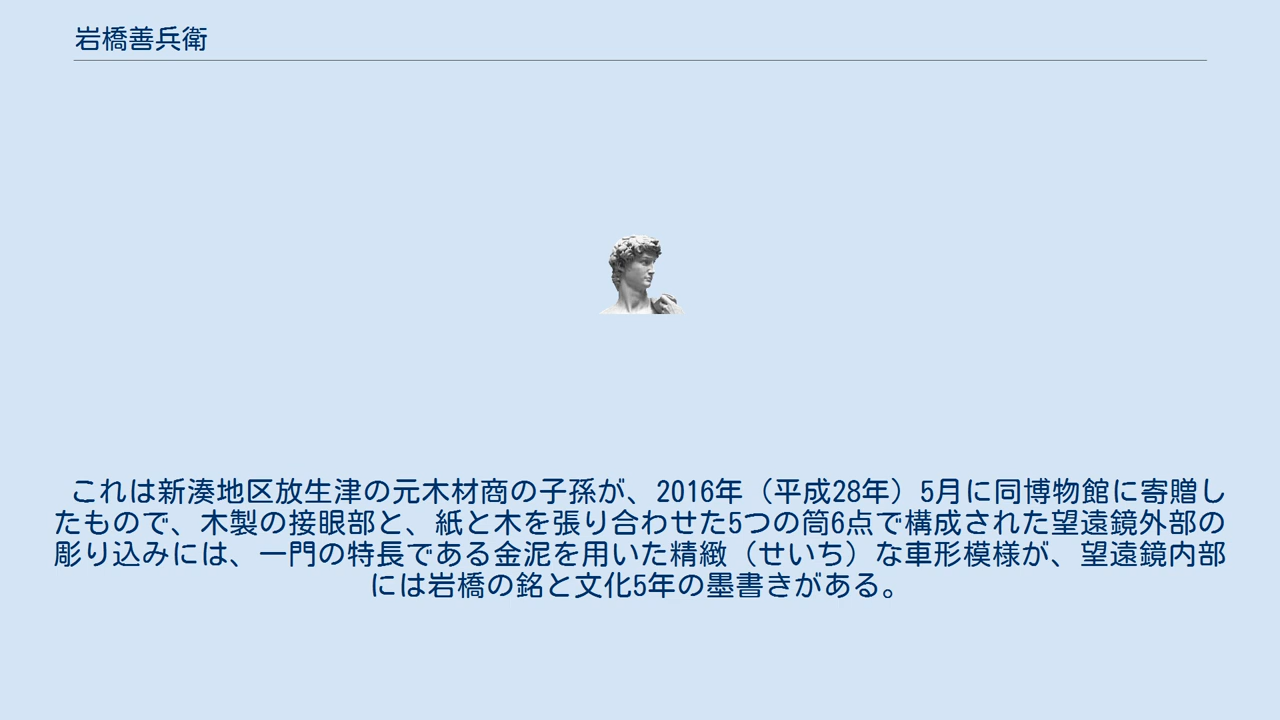 岩橋善兵衛
これは新湊地区放生津の元木材商の子孫が、2016年（平成28年）5月に同博物館に寄贈し
たもので、木製の接眼部と、紙と木を張り合わせた5つの筒6点で構成された望遠鏡外部の
彫り込みには、一門の特長である金泥を用いた精緻（せいち）な車形模様が、望遠鏡内部
には岩橋の銘と文化5年の墨書きがある。